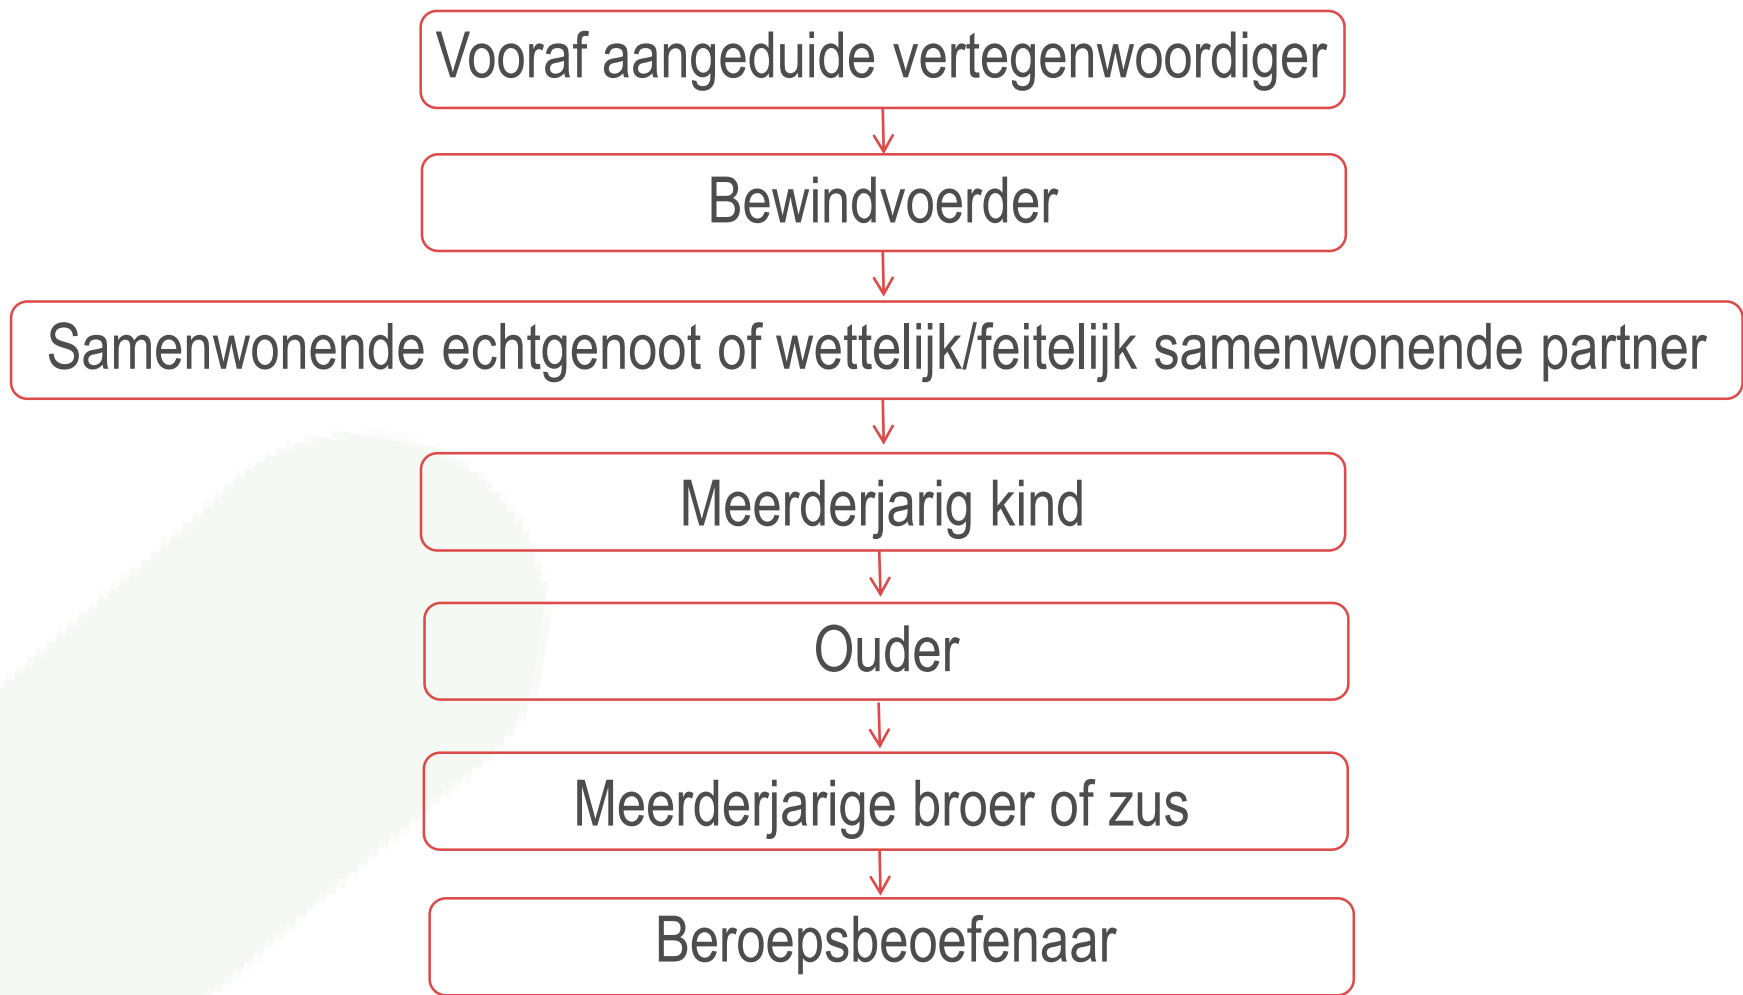 Vooraf aangeduide vertegenwoordiger
Bewindvoerder
Samenwonende echtgenoot of wettelijk/feitelijk samenwonende partner
Meerderjarig kind
Ouder
Meerderjarige broer of zus
Beroepsbeoefenaar